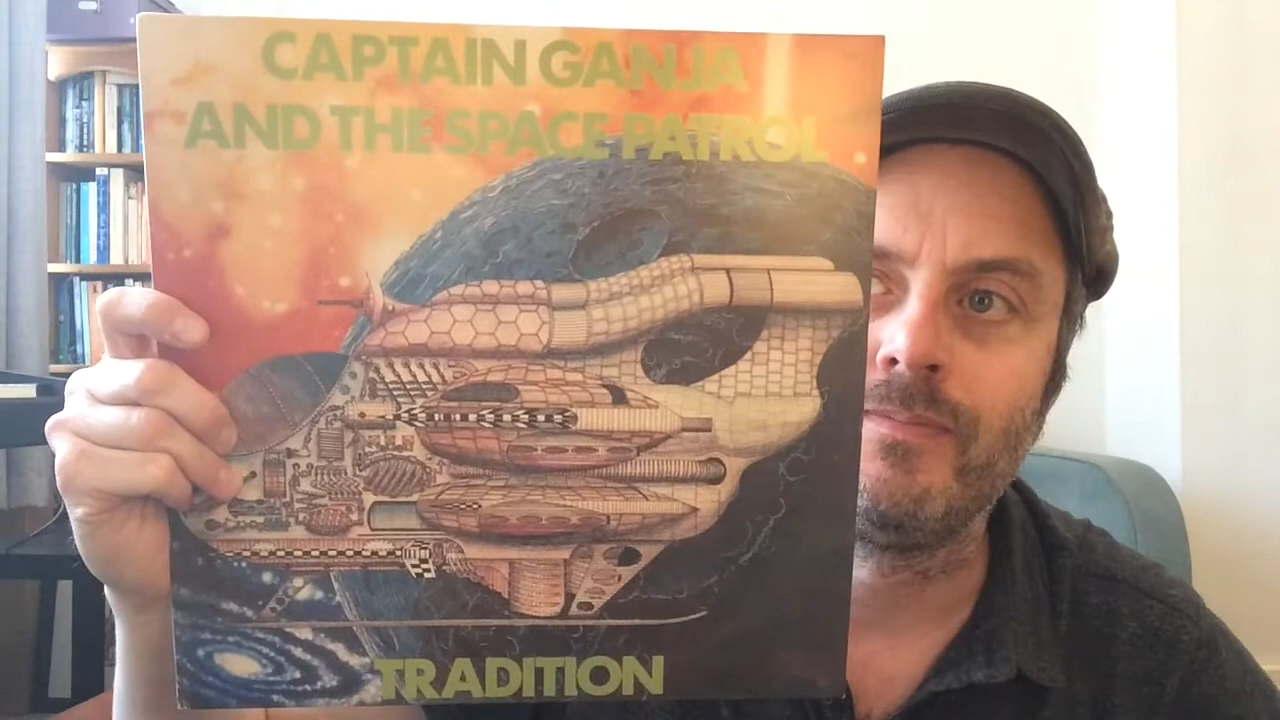 CAPTAIN GANJA
AND THE SPACE PATROL
TRADITION